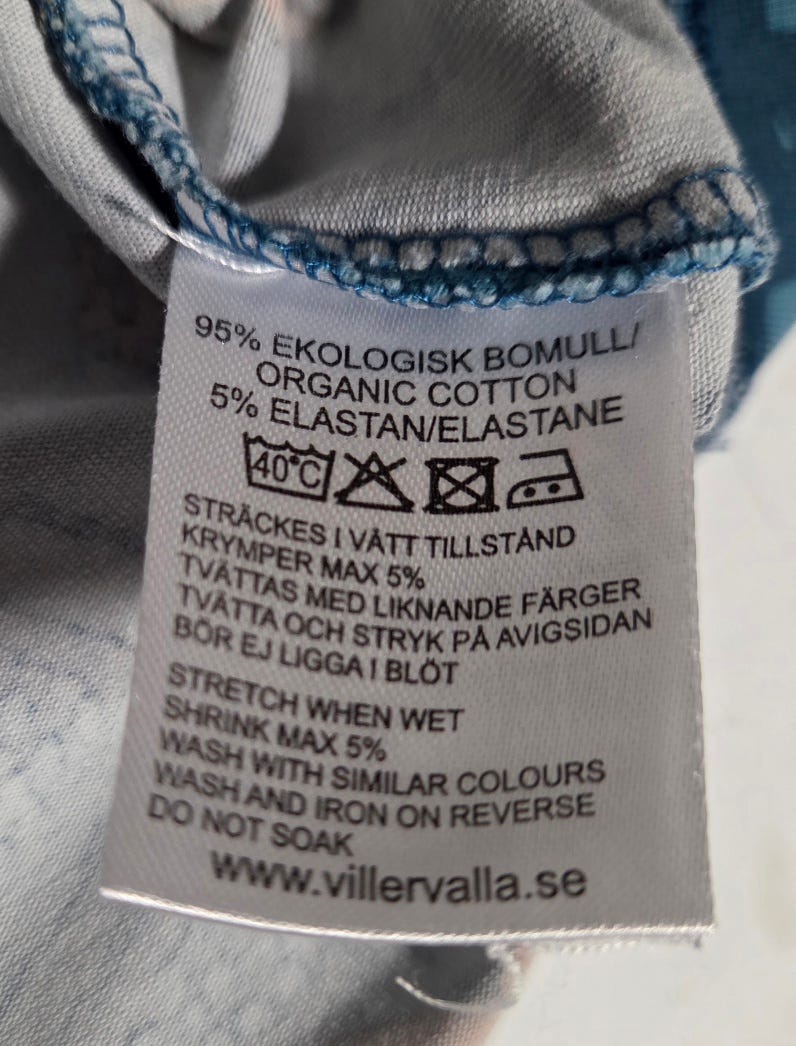 95% EKOLOGISK BOMULL/
ORGANIC COTTON
5% ELASTAN/ELASTANE
40°C
STRÄCKES I VÅTT TILLSTÅND
KRYMPER MAX 5%
TVÄTTAS MED LIKNANDE FÄRGER
TVÄTTA OCH STRYK PÅ AVIGSIDAN
BÖR EJ LIGGA I BLÖT
STRETCH WHEN WET
SHRINK MAX 5%
WASH WITH SIMILAR COLOURS
WASH AND IRON ON REVERSE
DO NOT SOAK
www.villervalla.se